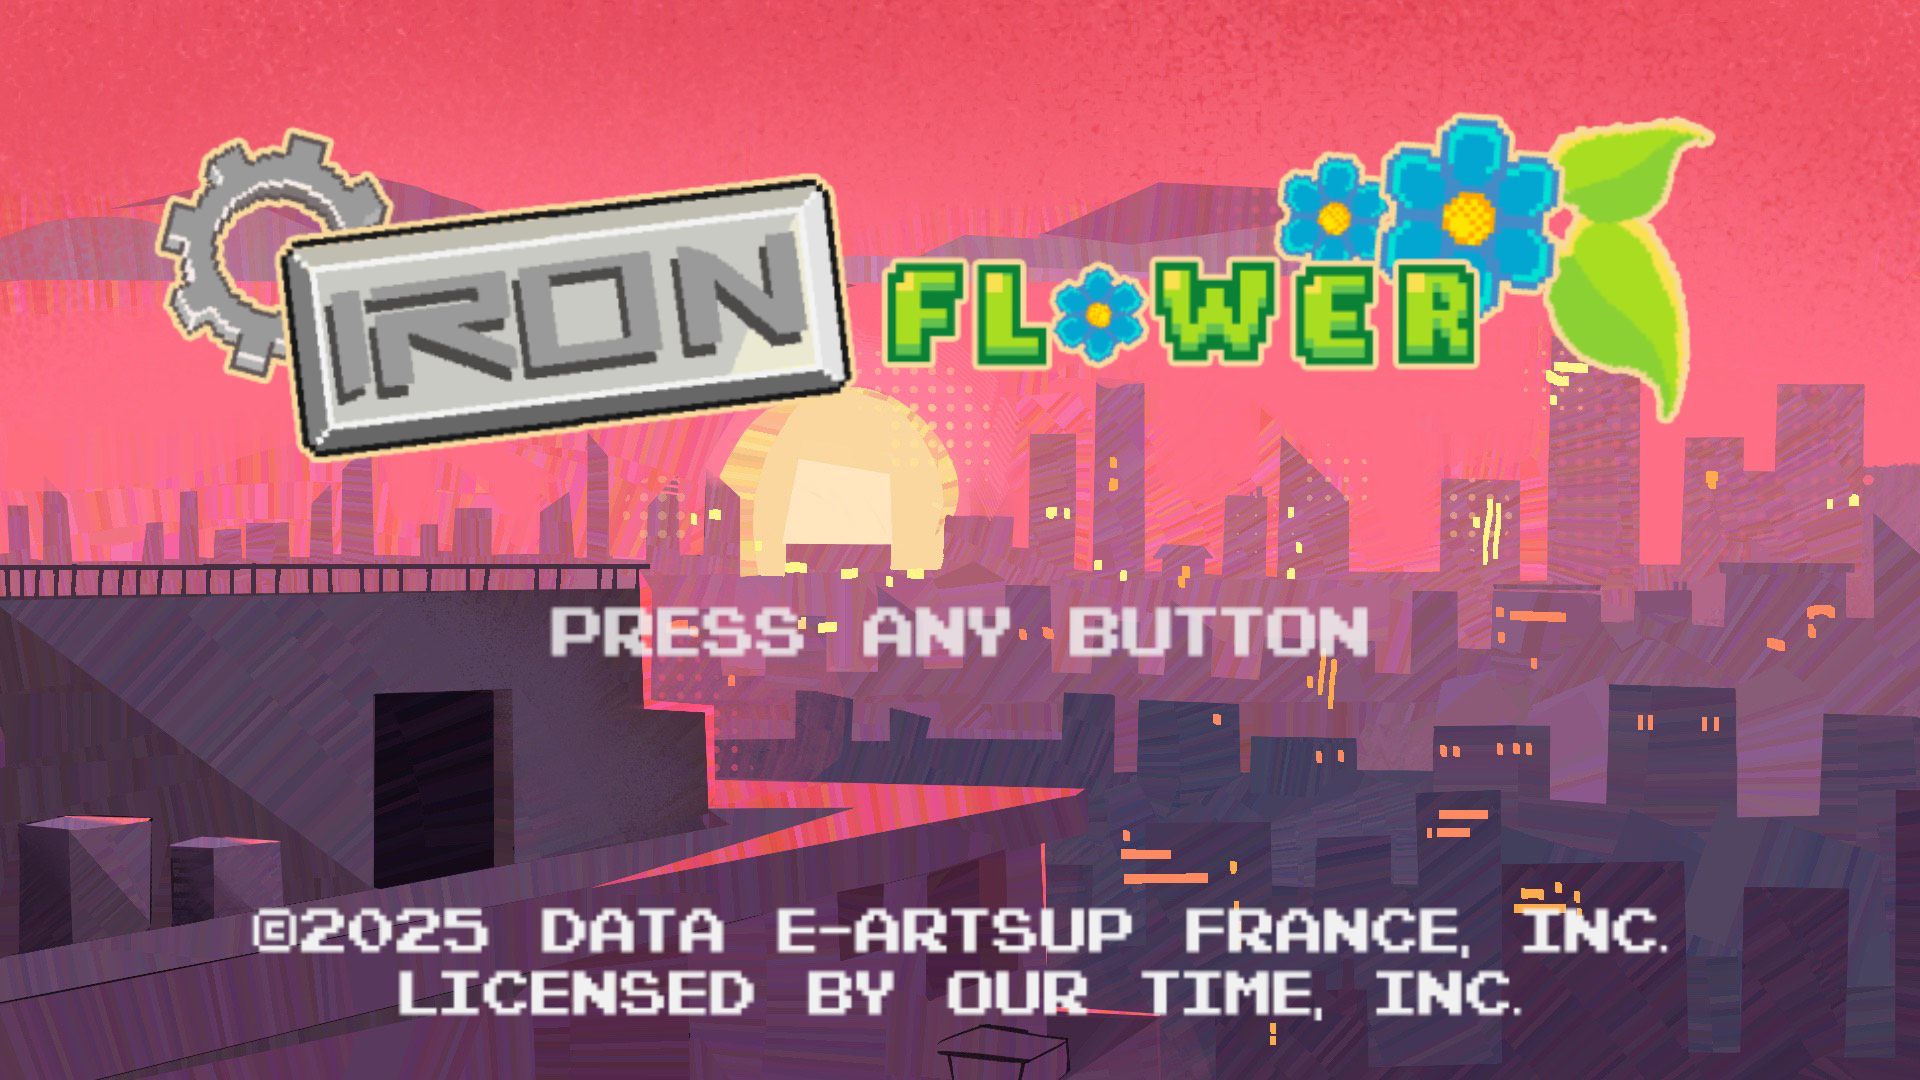 IRON FLOWER
PRESS ANY BUTTON
©2025 DATA E-ARTSUP FRANCE, INC.
LICENSED BY OUR TIME, INC.